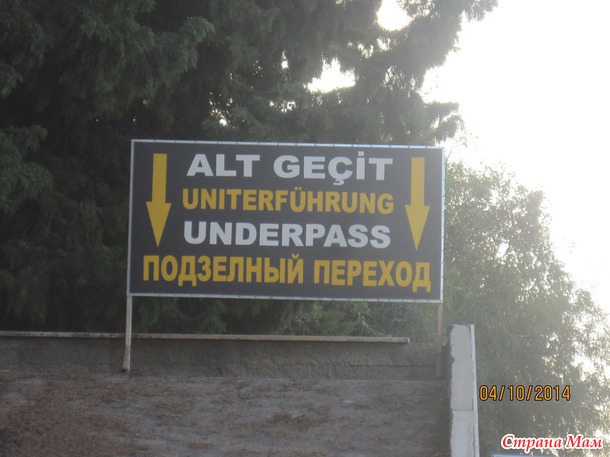 ALT GEÇİT
UNITERFÜHRUNG
UNDERPASS
ПОДЗЕЛНЫЙ ПЕРЕХОД
04/10/2014
Страна Мам